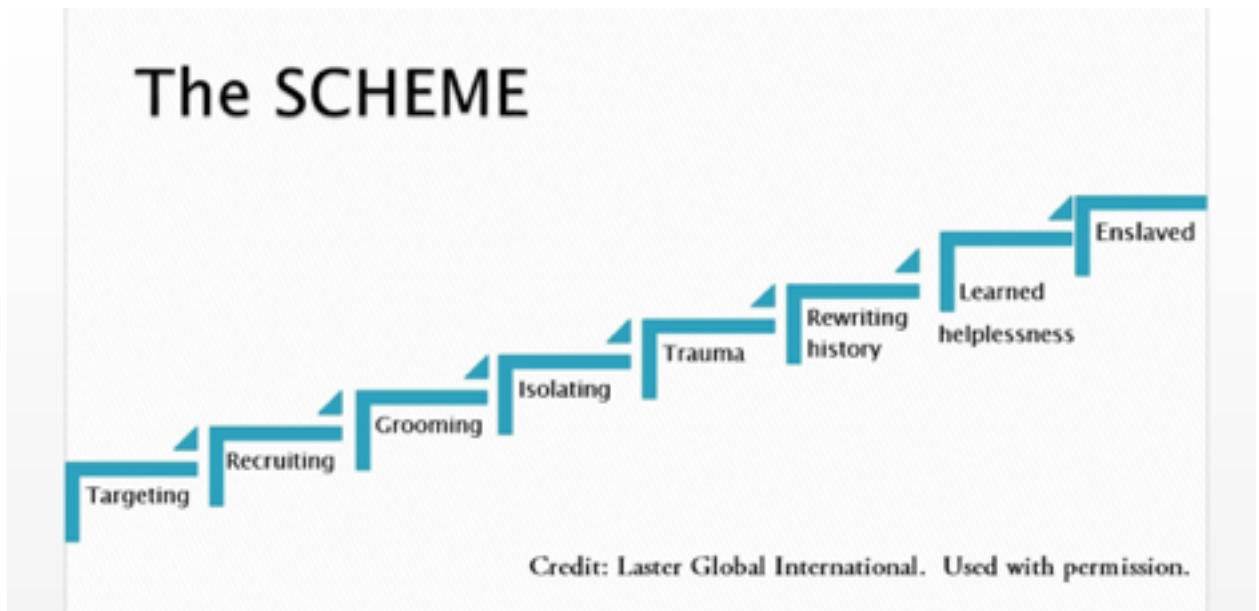 The SCHEME
Targeting
Recruiting
Grooming
Isolating
Trauma
Rewriting
history
Learned
helplessness
Enslaved
Credit: Laster Global International. Used with permission.